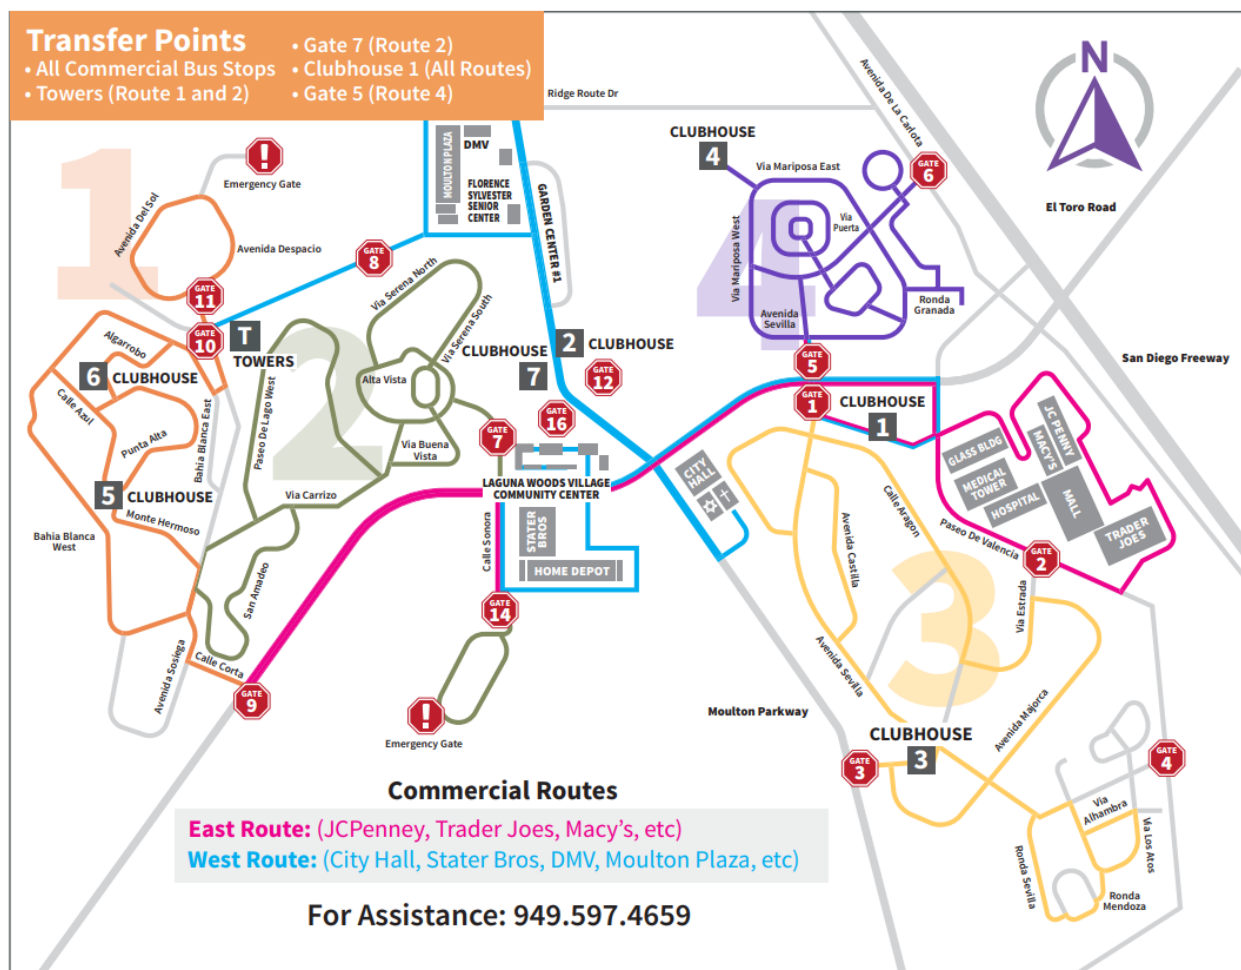 Transfer Points
• All Commercial Bus Stops
• Towers (Route 1 and 2)
• Gate 7 (Route 2)
• Clubhouse 1 (All Routes)
• Gate 5 (Route 4)
Ridge Route Dr
Avenida De La Carlota
N
El Toro Road
San Diego Freeway
1
!
Emergency Gate
Avenida Del Sol
Avenida Despacio
GATE
11
GATE
10
GATE
8
T
TOWERS
MOULTON PLAZA
DMV
FLORENCE
SYLVESTER
SENIOR
CENTER
GARDEN CENTER #1
CLUBHOUSE
4
Via Mariposa East
GATE
6
Via Mariposa West
Via
Puerta
4
Avenida
Sevilla
Ronda
Granada
GATE
5
Algarrobo
6
CLUBHOUSE
Calle Azul
Punta Alta
Bahia Blanca East
5
CLUBHOUSE
Monte Hermoso
Bahia Blanca
West
Avenida Sosiega
Calle Corta
GATE
9
2
Via Serena North
Via Serena South
Alta Vista
Paseo De Lago West
Via Buena
Vista
Via Carrizo
San Amadeo
CLUBHOUSE
7
2
CLUBHOUSE
GATE
12
GATE
16
GATE
7
LAGUNA WOODS VILLAGE
COMMUNITY CENTER
Calle Sonora
STATER
BROS
HOME DEPOT
GATE
14
!
Emergency Gate
CITY
HALL
GATE
1
CLUBHOUSE
1
GLASS BLDG
MEDICAL
TOWER
HOSPITAL
JC PENNY
MACY'S
MALL
TRADER
JOES
Paseo De Valencia
GATE
2
Calle Aragon
Avenida Castilla
3
Via Estrada
Avenida Sevilla
Avenida Majorca
Moulton Parkway
CLUBHOUSE
3
GATE
3
GATE
4
Via
Alhambra
Via Los Atos
Ronda Sevilla
Ronda
Mendoza
Commercial Routes
East Route: (JCPenney, Trader Joes, Macy's, etc)
West Route: (City Hall, Stater Bros, DMV, Moulton Plaza, etc)
For Assistance: 949.597.4659